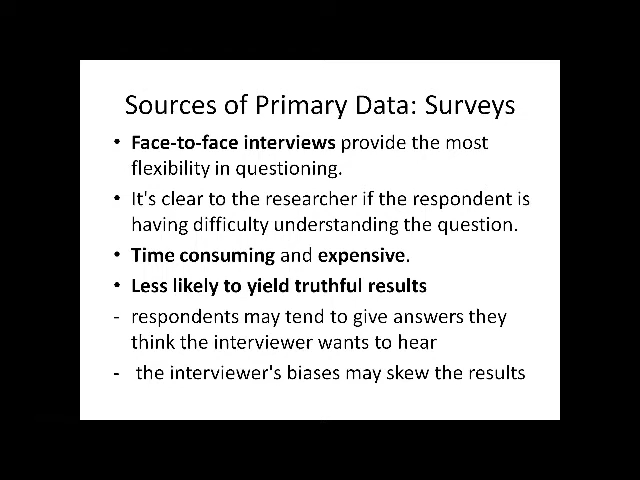 Sources of Primary Data: Surveys
• Face-to-face interviews provide the most
flexibility in questioning.
• It's clear to the researcher if the respondent is
having difficulty understanding the question.
• Time consuming and expensive.
• Less likely to yield truthful results
- respondents may tend to give answers they
think the interviewer wants to hear
- the interviewer's biases may skew the results